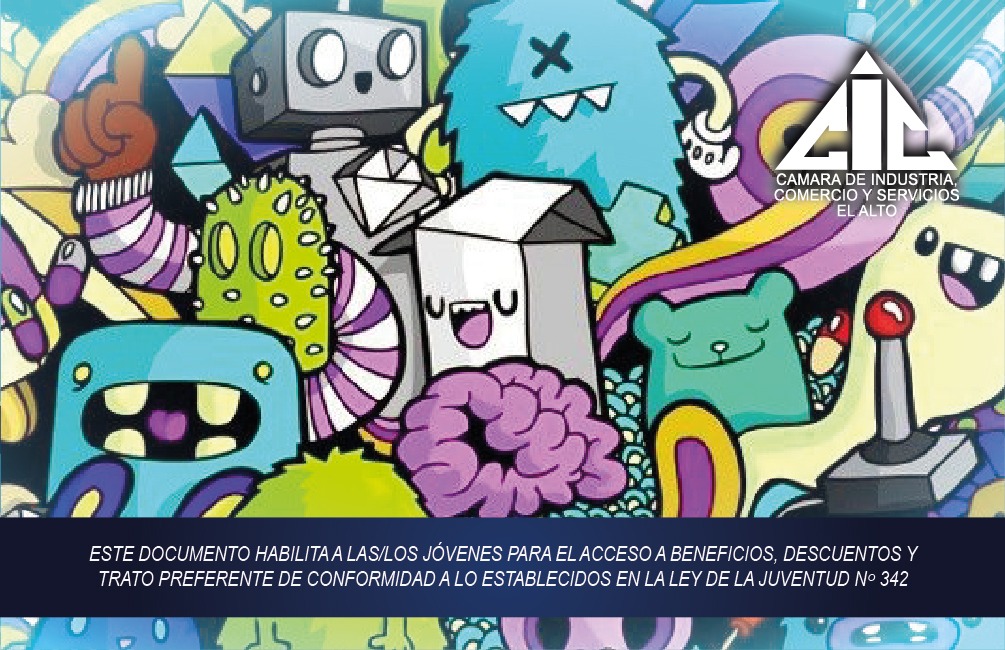 CIC
CAMARA DE INDUSTRIA,
COMERCIO Y SERVICIOS
EL ALTO
ESTE DOCUMENTO HABILITA A LAS/LOS JÓVENES PARA EL ACCESO A BENEFICIOS, DESCUENTOS Y
TRATO PREFERENTE DE CONFORMIDAD A LO ESTABLECIDOS EN LA LEY DE LA JUVENTUD Nº 342